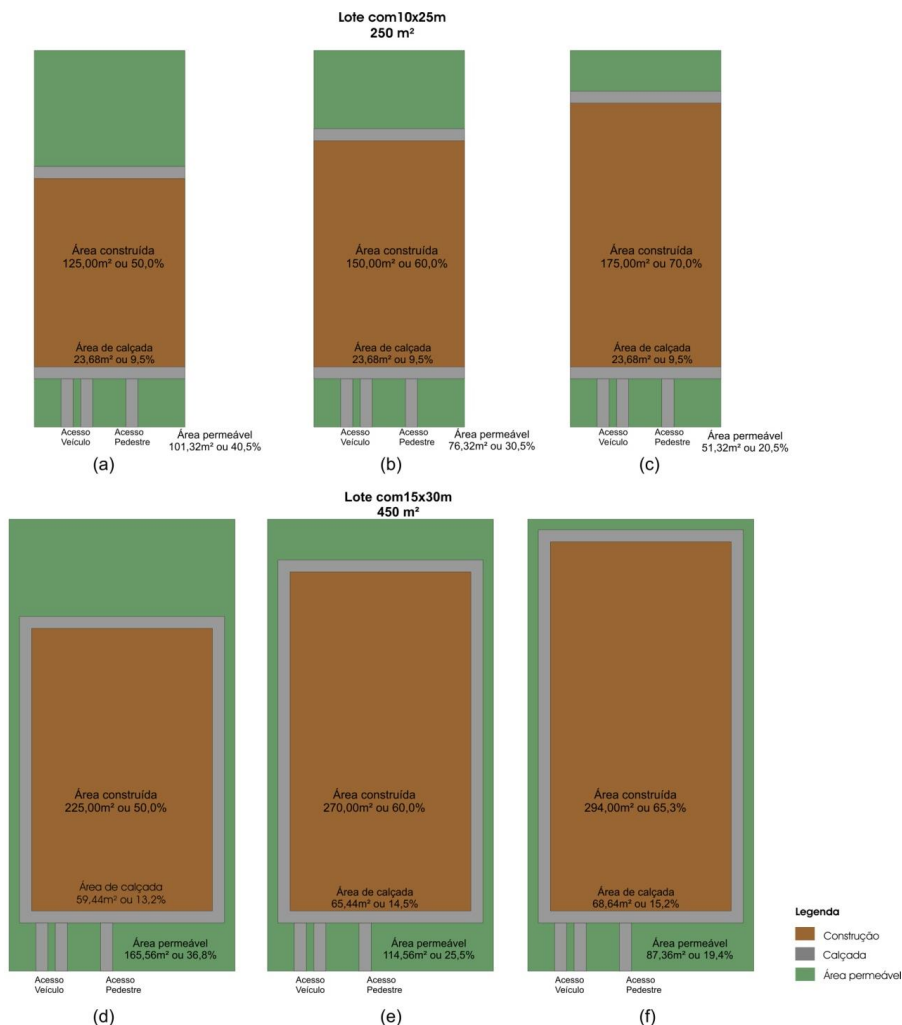 Lote com10x25m
250 m²
Área construída
125,00m² ou 50,0%
Área de calçada
23,68m² ou 9,5%
Acesso
Veículo
Acesso
Pedestre
Área permeável
101,32m² ou 40,5%
(a)
Área construída
150,00m² ou 60,0%
Área de calçada
23,68m² ou 9,5%
Acesso
Veículo
Acesso
Pedestre
Área permeável
76,32m² ou 30,5%
(b)
Área construída
175,00m² ou 70,0%
Área de calçada
23,68m² ou 9,5%
Acesso
Veículo
Acesso
Pedestre
Área permeável
51,32m² ou 20,5%
(c)
Lote com15x30m
450 m²
Área construída
225,00m² ou 50,0%
Área de calçada
59,44m² ou 13,2%
Área permeável
165,56m² ou 36,8%
Acesso
Veículo
Acesso
Pedestre
(d)
Área construída
270,00m² ou 60,0%
Área de calçada
65,44m² ou 14,5%
Área permeável
114,56m² ou 25,5%
Acesso
Veículo
Acesso
Pedestre
(e)
Área construída
294,00m² ou 65,3%
Área de calçada
68,64m² ou 15,2%
Área permeável
87,36m² ou 19,4%
Acesso
Veículo
Acesso
Pedestre
(f)
Legenda
Construção
Calçada
Área permeável